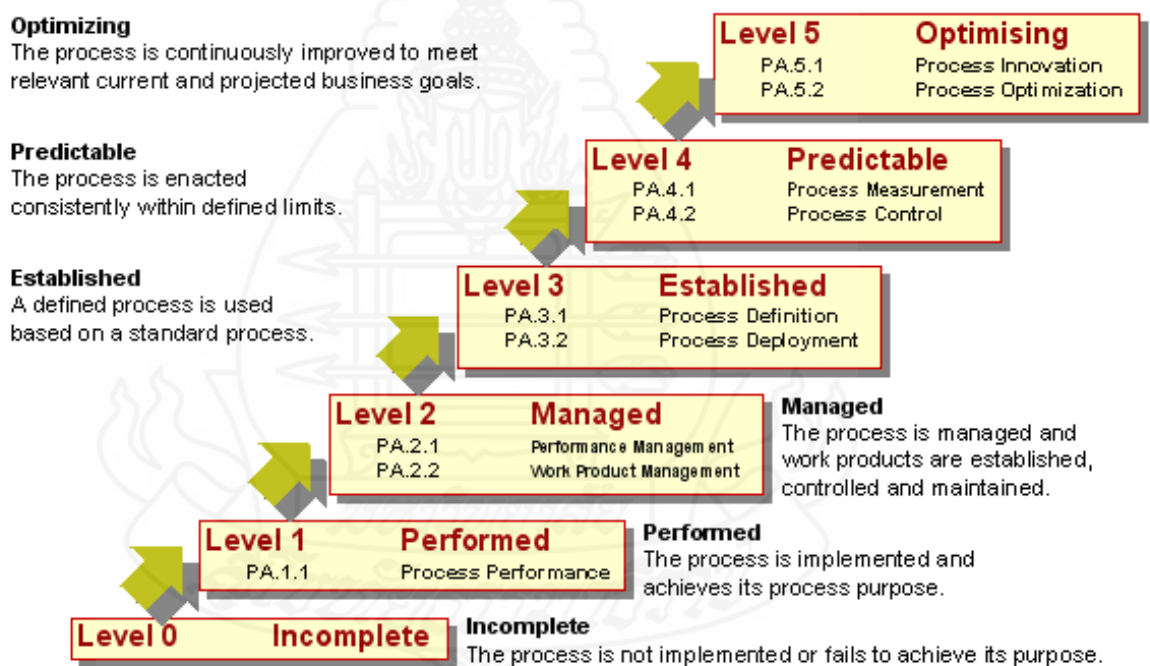 Optimizing
The process is continuously improved to meet
relevant current and projected business goals.
Level 5 Optimising
PA.5.1 Process Innovation
PA.5.2 Process Optimization
Predictable
The process is enacted
consistently within defined limits.
Level 4 Predictable
PA.4.1 Process Measurement
PA.4.2 Process Control
Established
A defined process is used
based on a standard process.
Level 3 Established
PA.3.1 Process Definition
PA.3.2 Process Deployment
Level 2 Managed
PA.2.1 Performance Management
PA.2.2 Work Product Management
Managed
The process is managed and
work products are established,
controlled and maintained.
Level 1 Performed
PA.1.1 Process Performance
Performed
The process is implemented and
achieves its process purpose.
Level 0 Incomplete
Incomplete
The process is not implemented or fails to achieve its purpose.